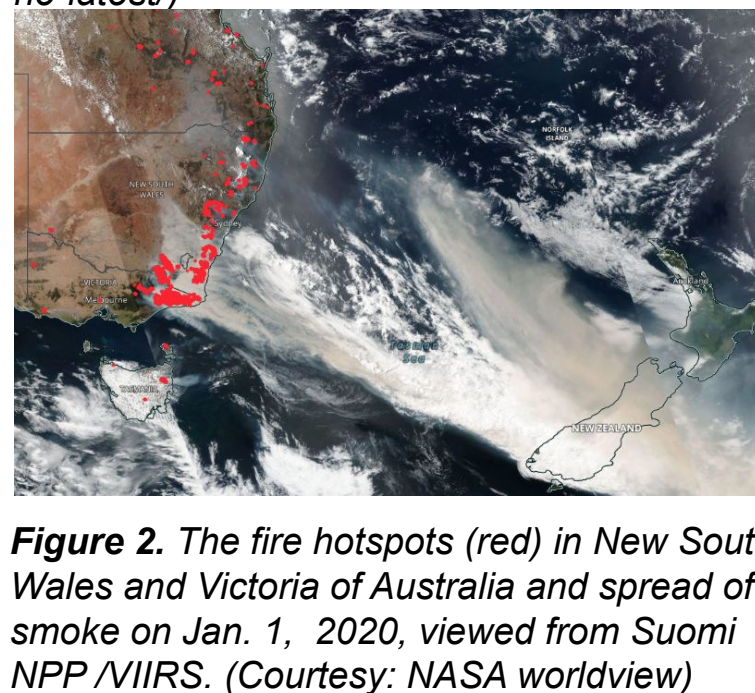 NORFOLK
ISLAND
NEW SOUTH
WALES
Sydney
VICTORIA
Melbourne
Auckland
Tasman
Sea
TASMANIA
NEW ZEALAND
Figure 2. The fire hotspots (red) in New Sout
Wales and Victoria of Australia and spread of
smoke on Jan. 1, 2020, viewed from Suomi
NPP /VIIRS. (Courtesy: NASA worldview)